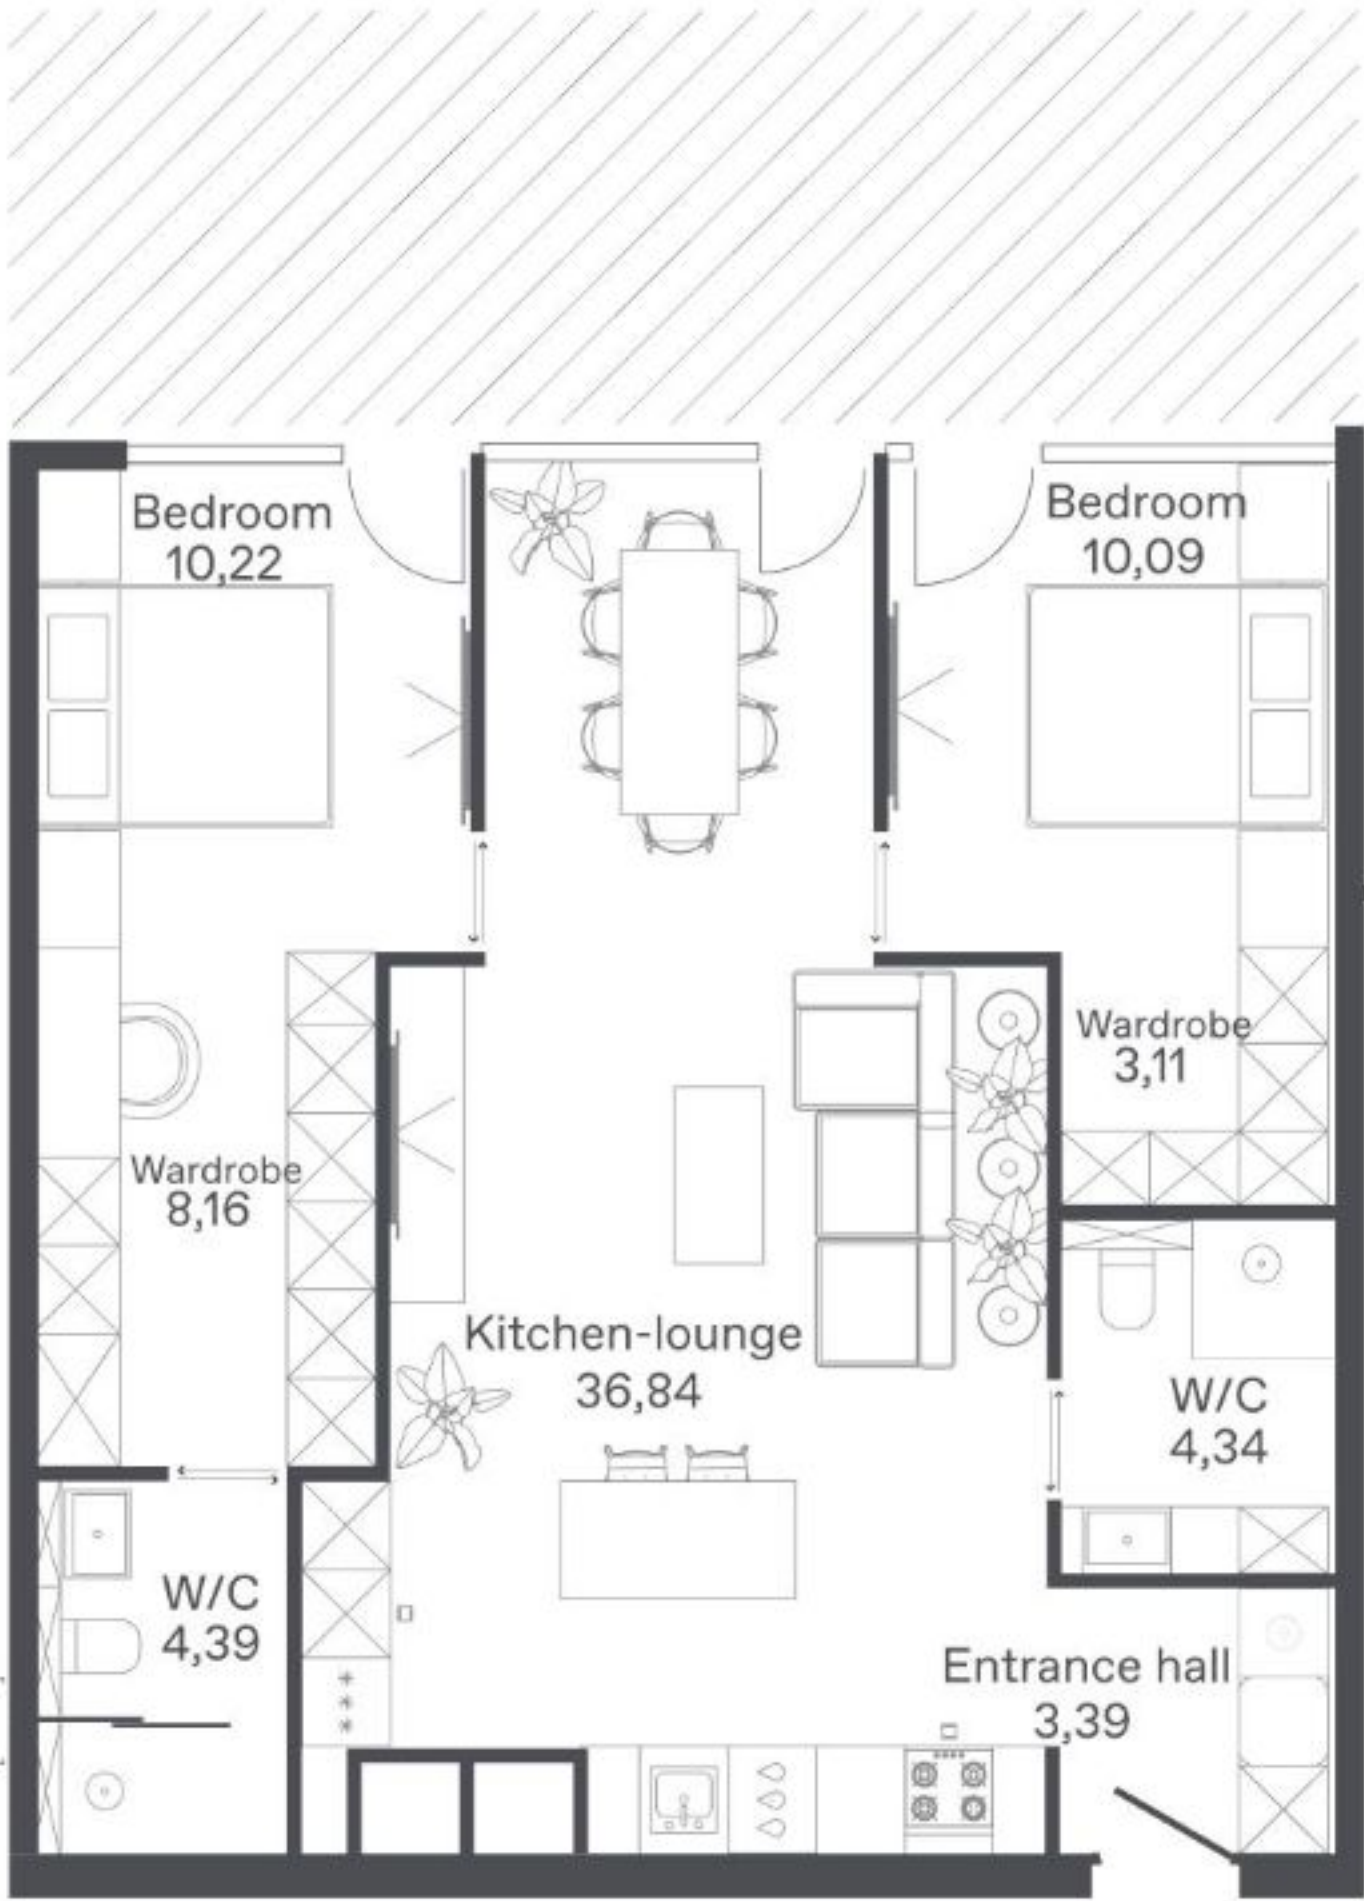 Bedroom
10,22
Bedroom
10,09
Wardrobe
3,11
Wardrobe
8,16
Kitchen-lounge
36,84
W/C
4,34
W/C
4,39
Entrance hall
3,39